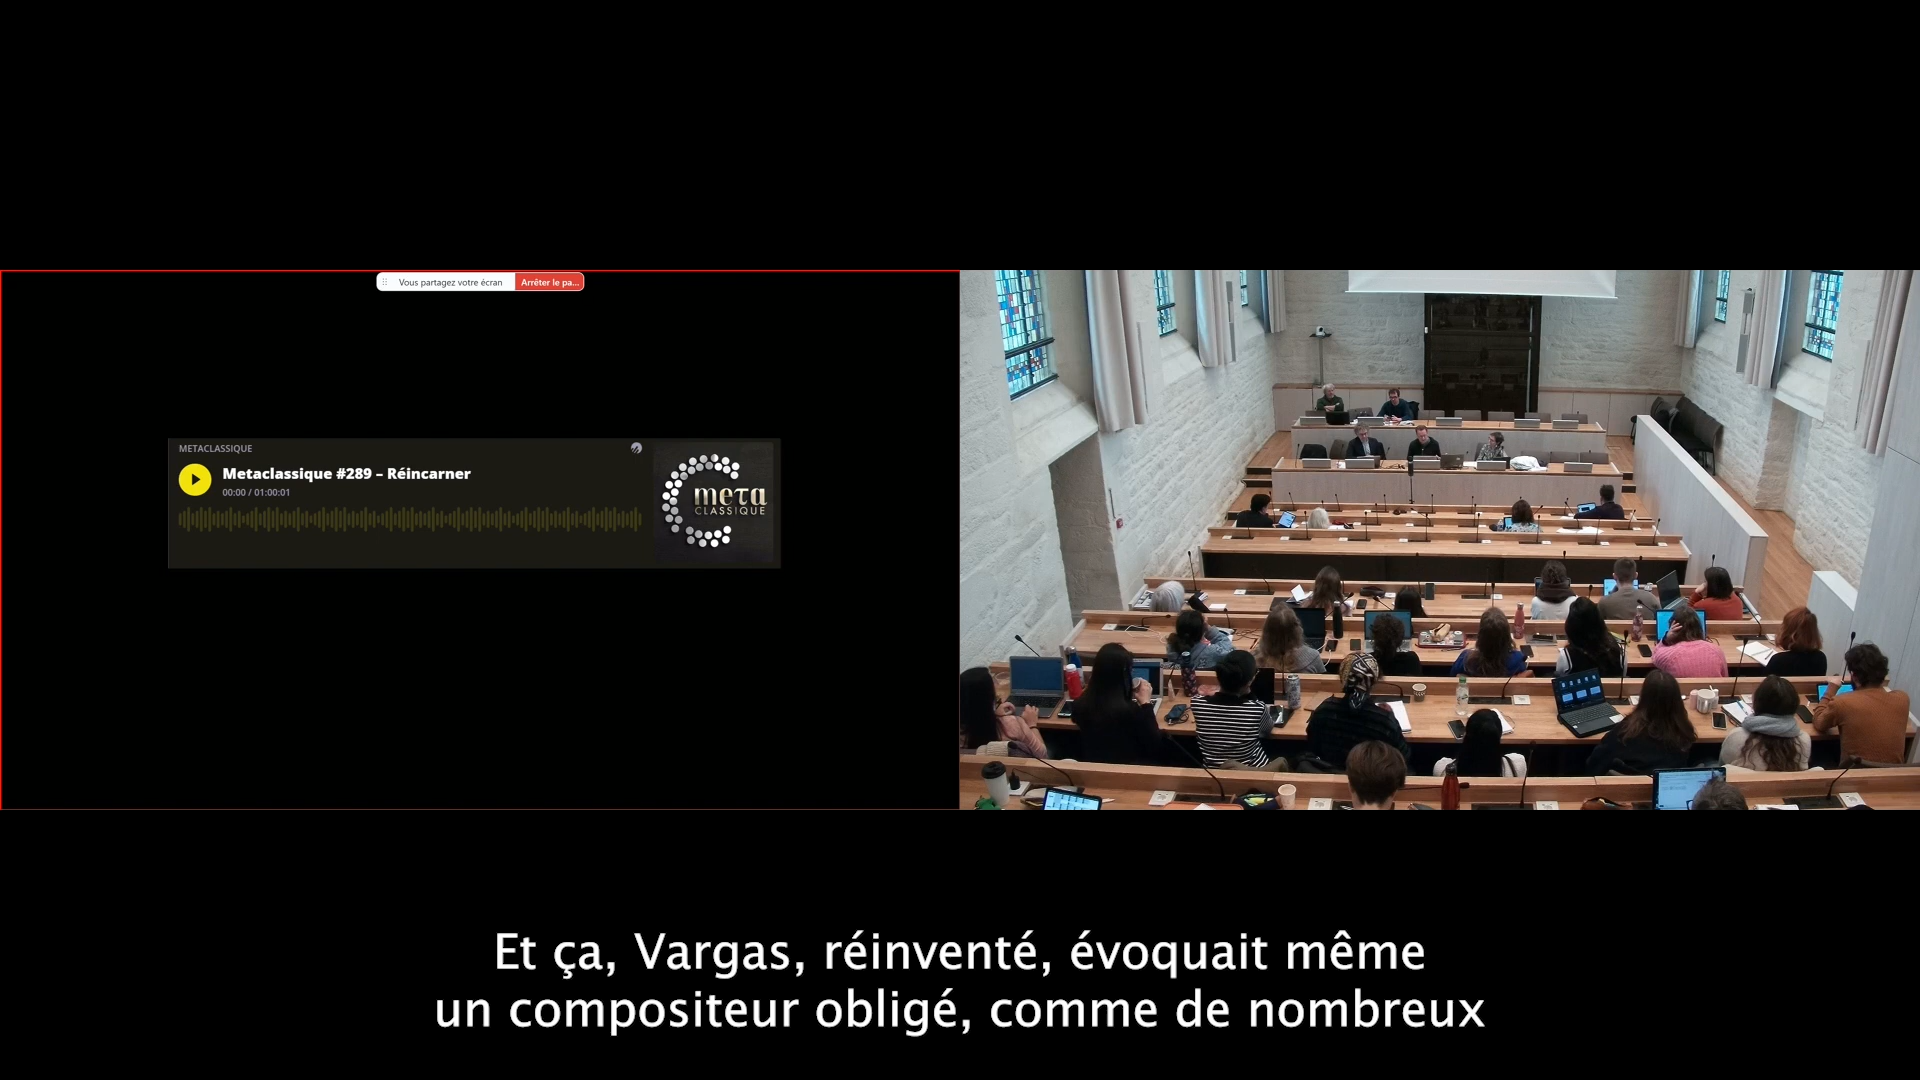 Vous partagez votre écran
Arrêter le pa...
METACLASSIQUE
Metaclassique #289 – Réincarner
00:00 / 01:00:01
meτa
CLASSIQUE
Et ça, Vargas, réinventé, évoquait même
un compositeur obligé, comme de nombreux